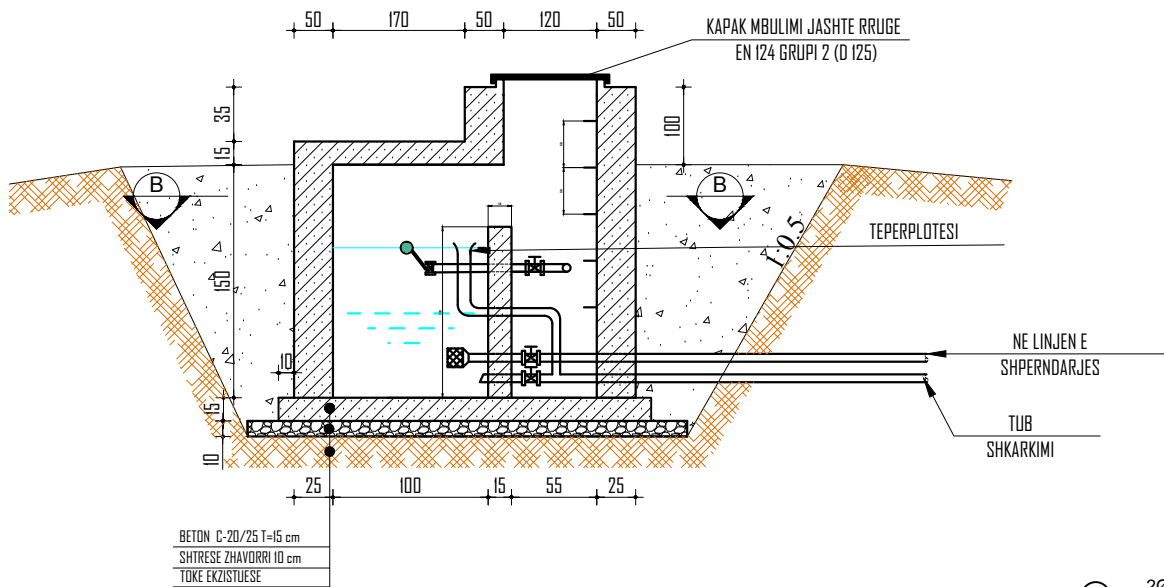 50 170 50 120 50
KAPAK MBULIMI JASHTE RRUGE
EN 124 GRUPI 2 (D 125)
35
100
15
B
B
1:0.5
TEPERPLOTESI
150
NE LINJEN E
SHPERNDARJES
10
15
TUB
SHKARKIMI
10
25 100 15 55 25
BETON C-20/25 T=15 cm
SHTRESE ZHAVORRI 10 cm
TOKE EKZISTUESE